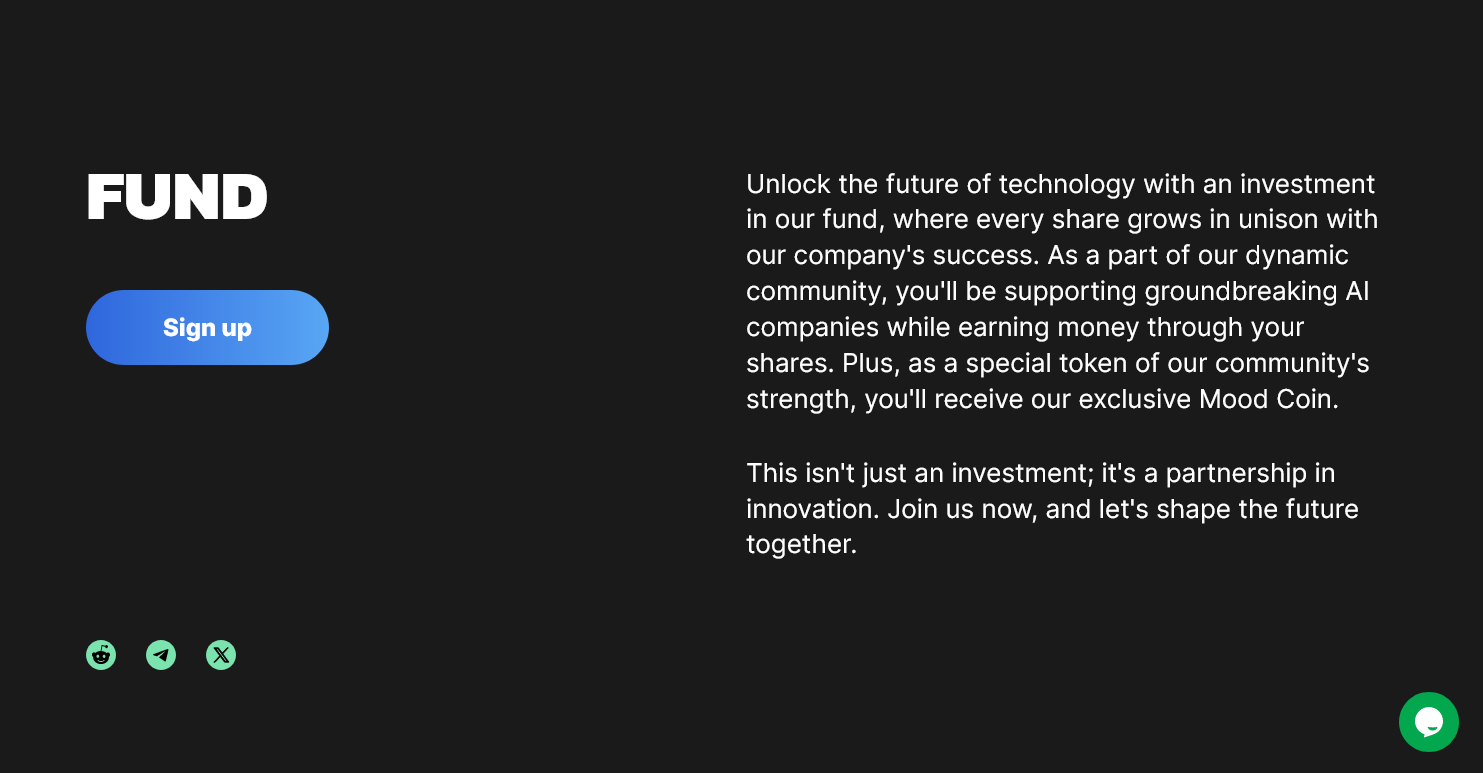 FUND
Sign up
Unlock the future of technology with an investment
in our fund, where every share grows in unison with
our company's success. As a part of our dynamic
community, you'll be supporting groundbreaking AI
companies while earning money through your
shares. Plus, as a special token of our community's
strength, you'll receive our exclusive Mood Coin.
This isn't just an investment; it's a partnership in
innovation. Join us now, and let's shape the future
together.